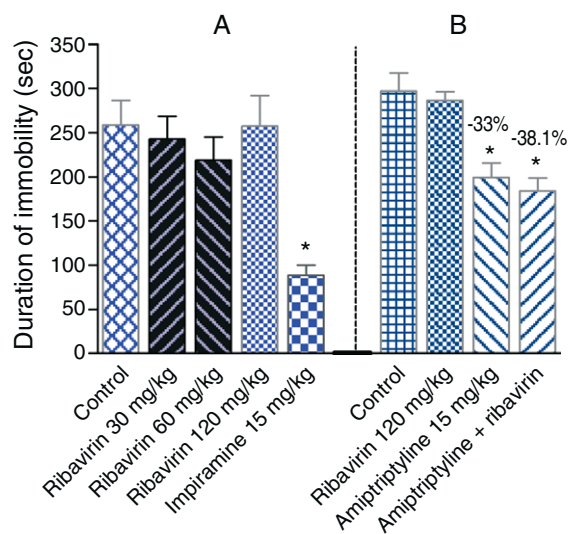 A
B
Duration of immobility (sec)
350
300
250
200
150
100
50
0
*
-33%
*
-38.1%
*
Control
Ribavirin 30 mg/kg
Ribavirin 60 mg/kg
Ribavirin 120 mg/kg
Impiramine 15 mg/kg
Control
Ribavirin 120 mg/kg
Amiptriptyline 15 mg/kg
Amiptriptyline + ribavirin